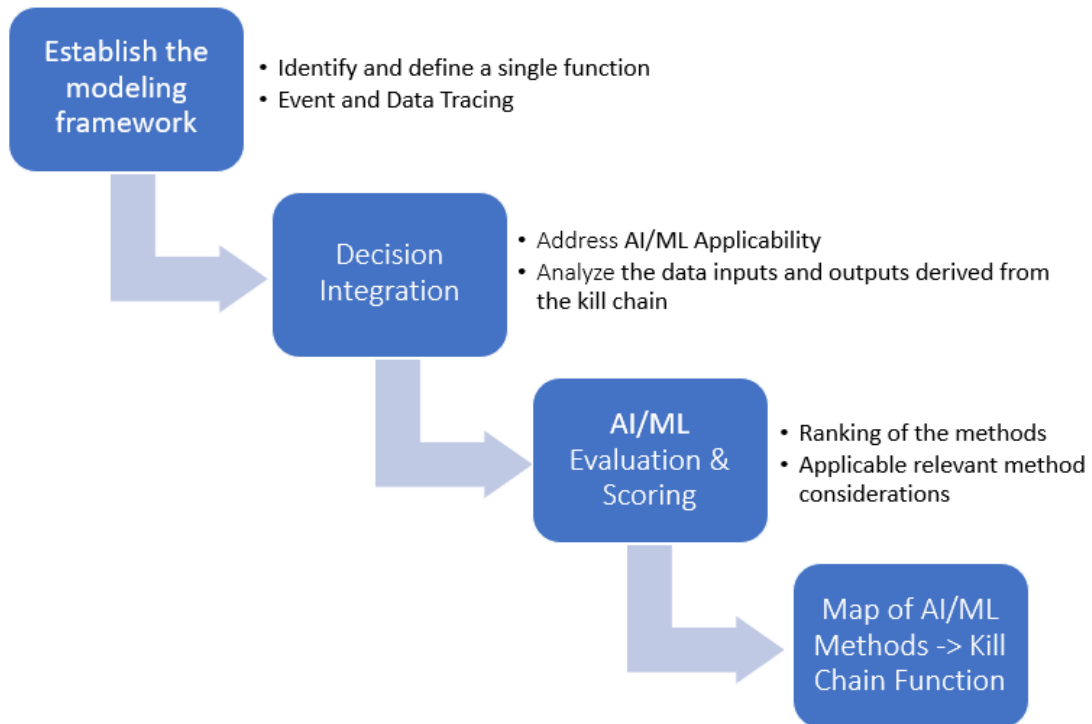 Establish the
modeling
framework
• Identify and define a single function
• Event and Data Tracing
Decision
Integration
• Address AI/ML Applicability
• Analyze the data inputs and outputs derived from
the kill chain
AI/ML
Evaluation &
Scoring
• Ranking of the methods
• Applicable relevant method
considerations
Map of AI/ML
Methods -> Kill
Chain Function